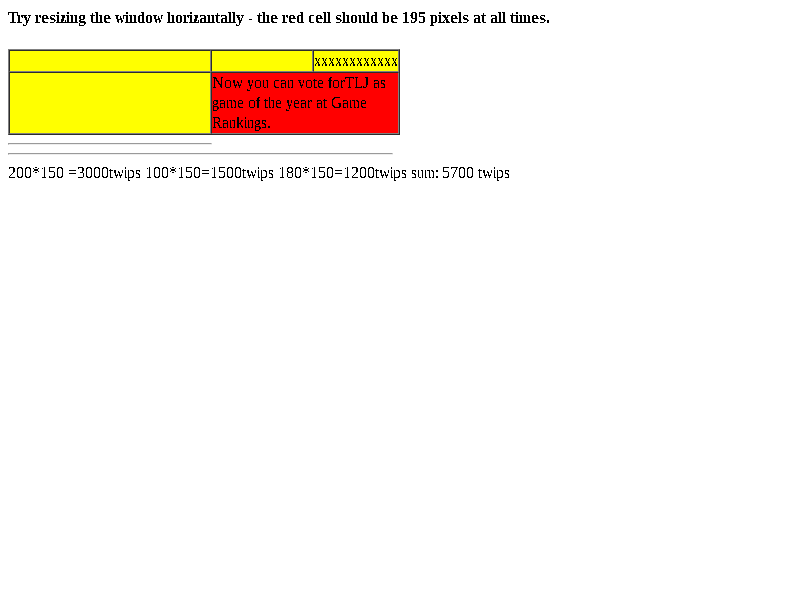 Try resizing the window horizantally - the red cell should be 195 pixels at all times.
xxxxxxxxxxxx
Now you can vote forTLJ as
game of the year at Game
Rankings.
200*150 =3000twips 100*150=1500twips 180*150=1200twips sum: 5700 twips